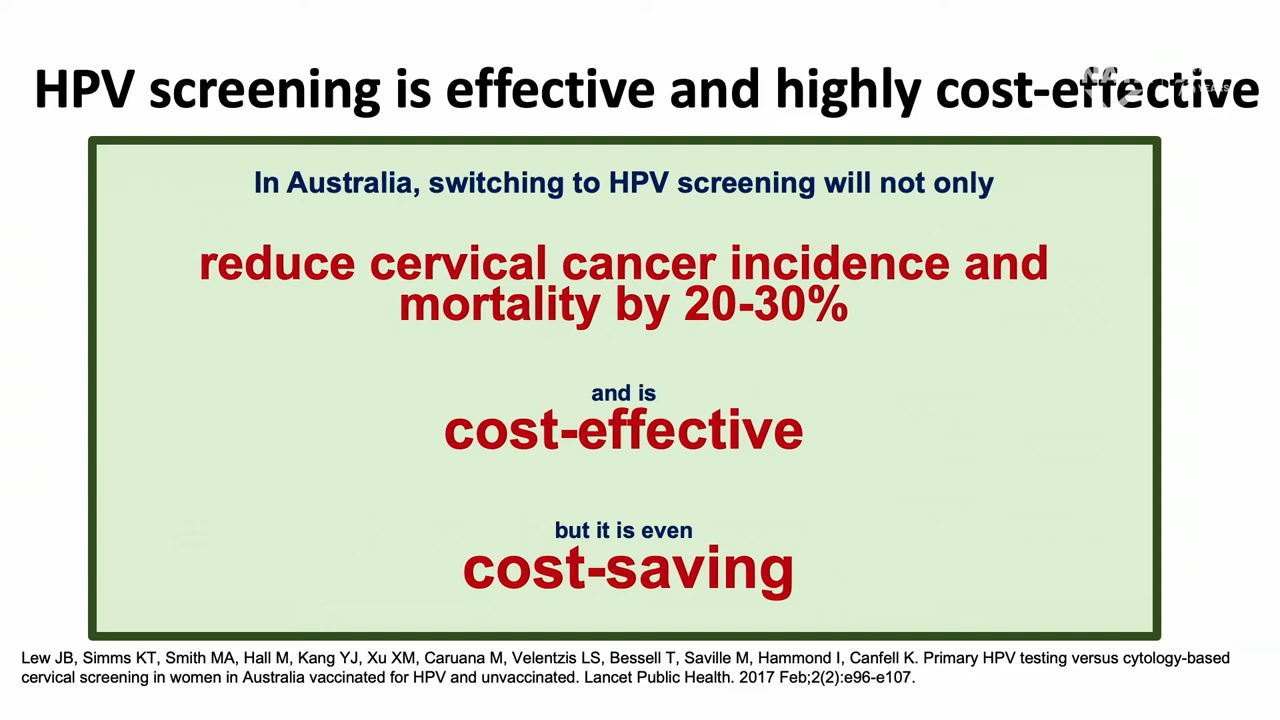 HPV screening is effective and highly cost-effective
In Australia, switching to HPV screening will not only
reduce cervical cancer incidence and
mortality by 20-30%
and is
cost-effective
but it is even
cost-saving
Lew JB, Simms KT, Smith MA, Hall M, Kang YJ, Xu XM, Caruana M, Velentzis LS, Bessell T, Saville M, Hammond I, Canfell K. Primary HPV testing versus cytology-based
cervical screening in women in Australia vaccinated for HPV and unvaccinated. Lancet Public Health. 2017 Feb;2(2):e96-e107.